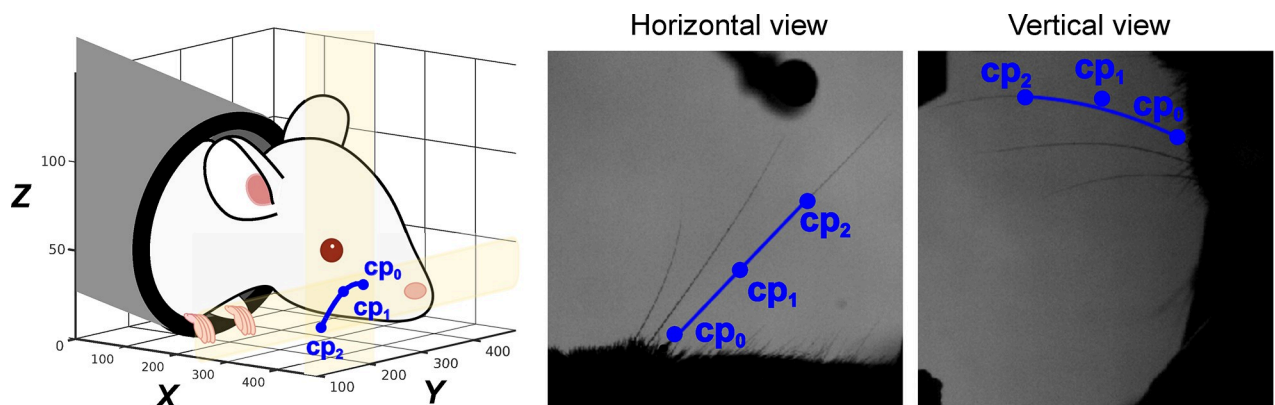 Horizontal view
Vertical view
Z
100
50
0
100
200
300
400
X
100
200
300
400
Y
cp₀
cp₁
cp₂
cp₂
cp₁
cp₀
cp₂
cp₁
cp₀